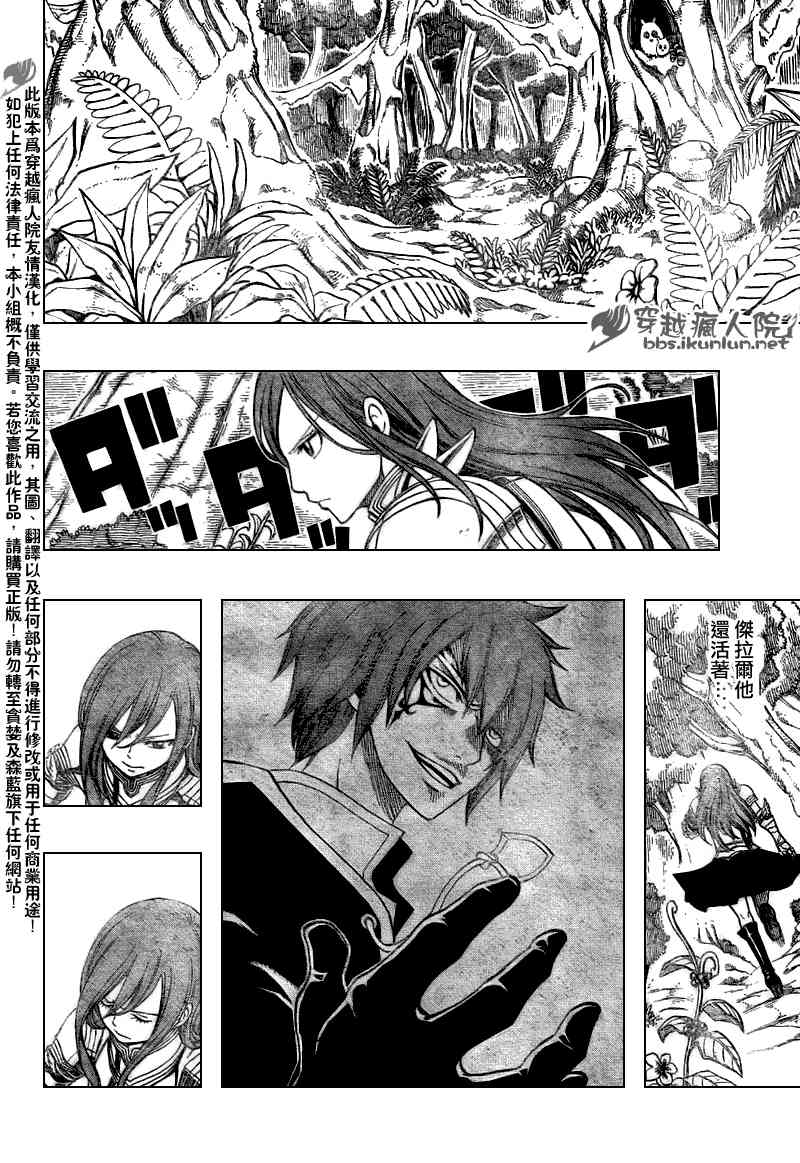 此版本爲穿越瘋人院友情漢化，僅供學習交流之用，其圖、翻譯以及任何部分不得進行修改或用于任何商業用途！
如犯上任何法律責任，本小組概不負責。若您喜歡此作品，請購買正版！請勿轉至貪婪及森藍旗下任何網站！
穿越瘋人院
bbs.ikunlun.net
ダダダダ
傑拉爾他
還活著…